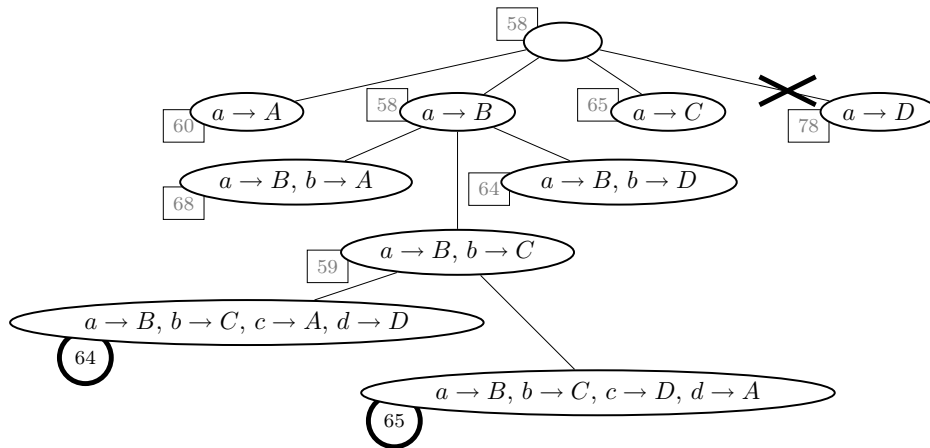 58
60 a → A 58 a → B 65 a → C 78 a → D
68 a → B, b → A 64 a → B, b → D
59 a → B, b → C
a → B, b → C, c → A, d → D
64
a → B, b → C, c → D, d → A
65